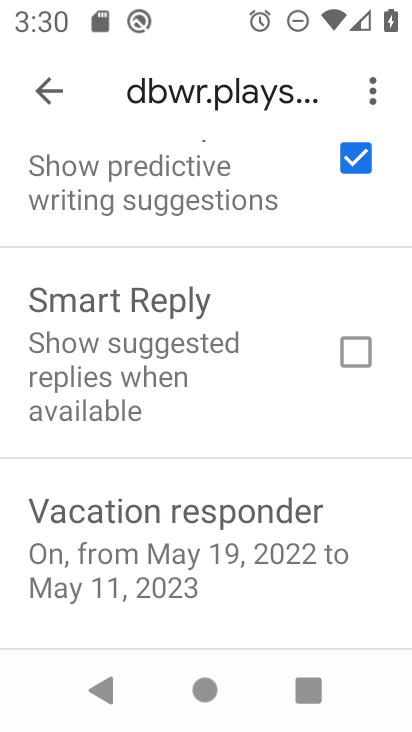 3:30
dbwr.plays...
Show predictive
writing suggestions
Smart Reply
Show suggested
replies when
available
Vacation responder
On, from May 19, 2022 to
May 11, 2023